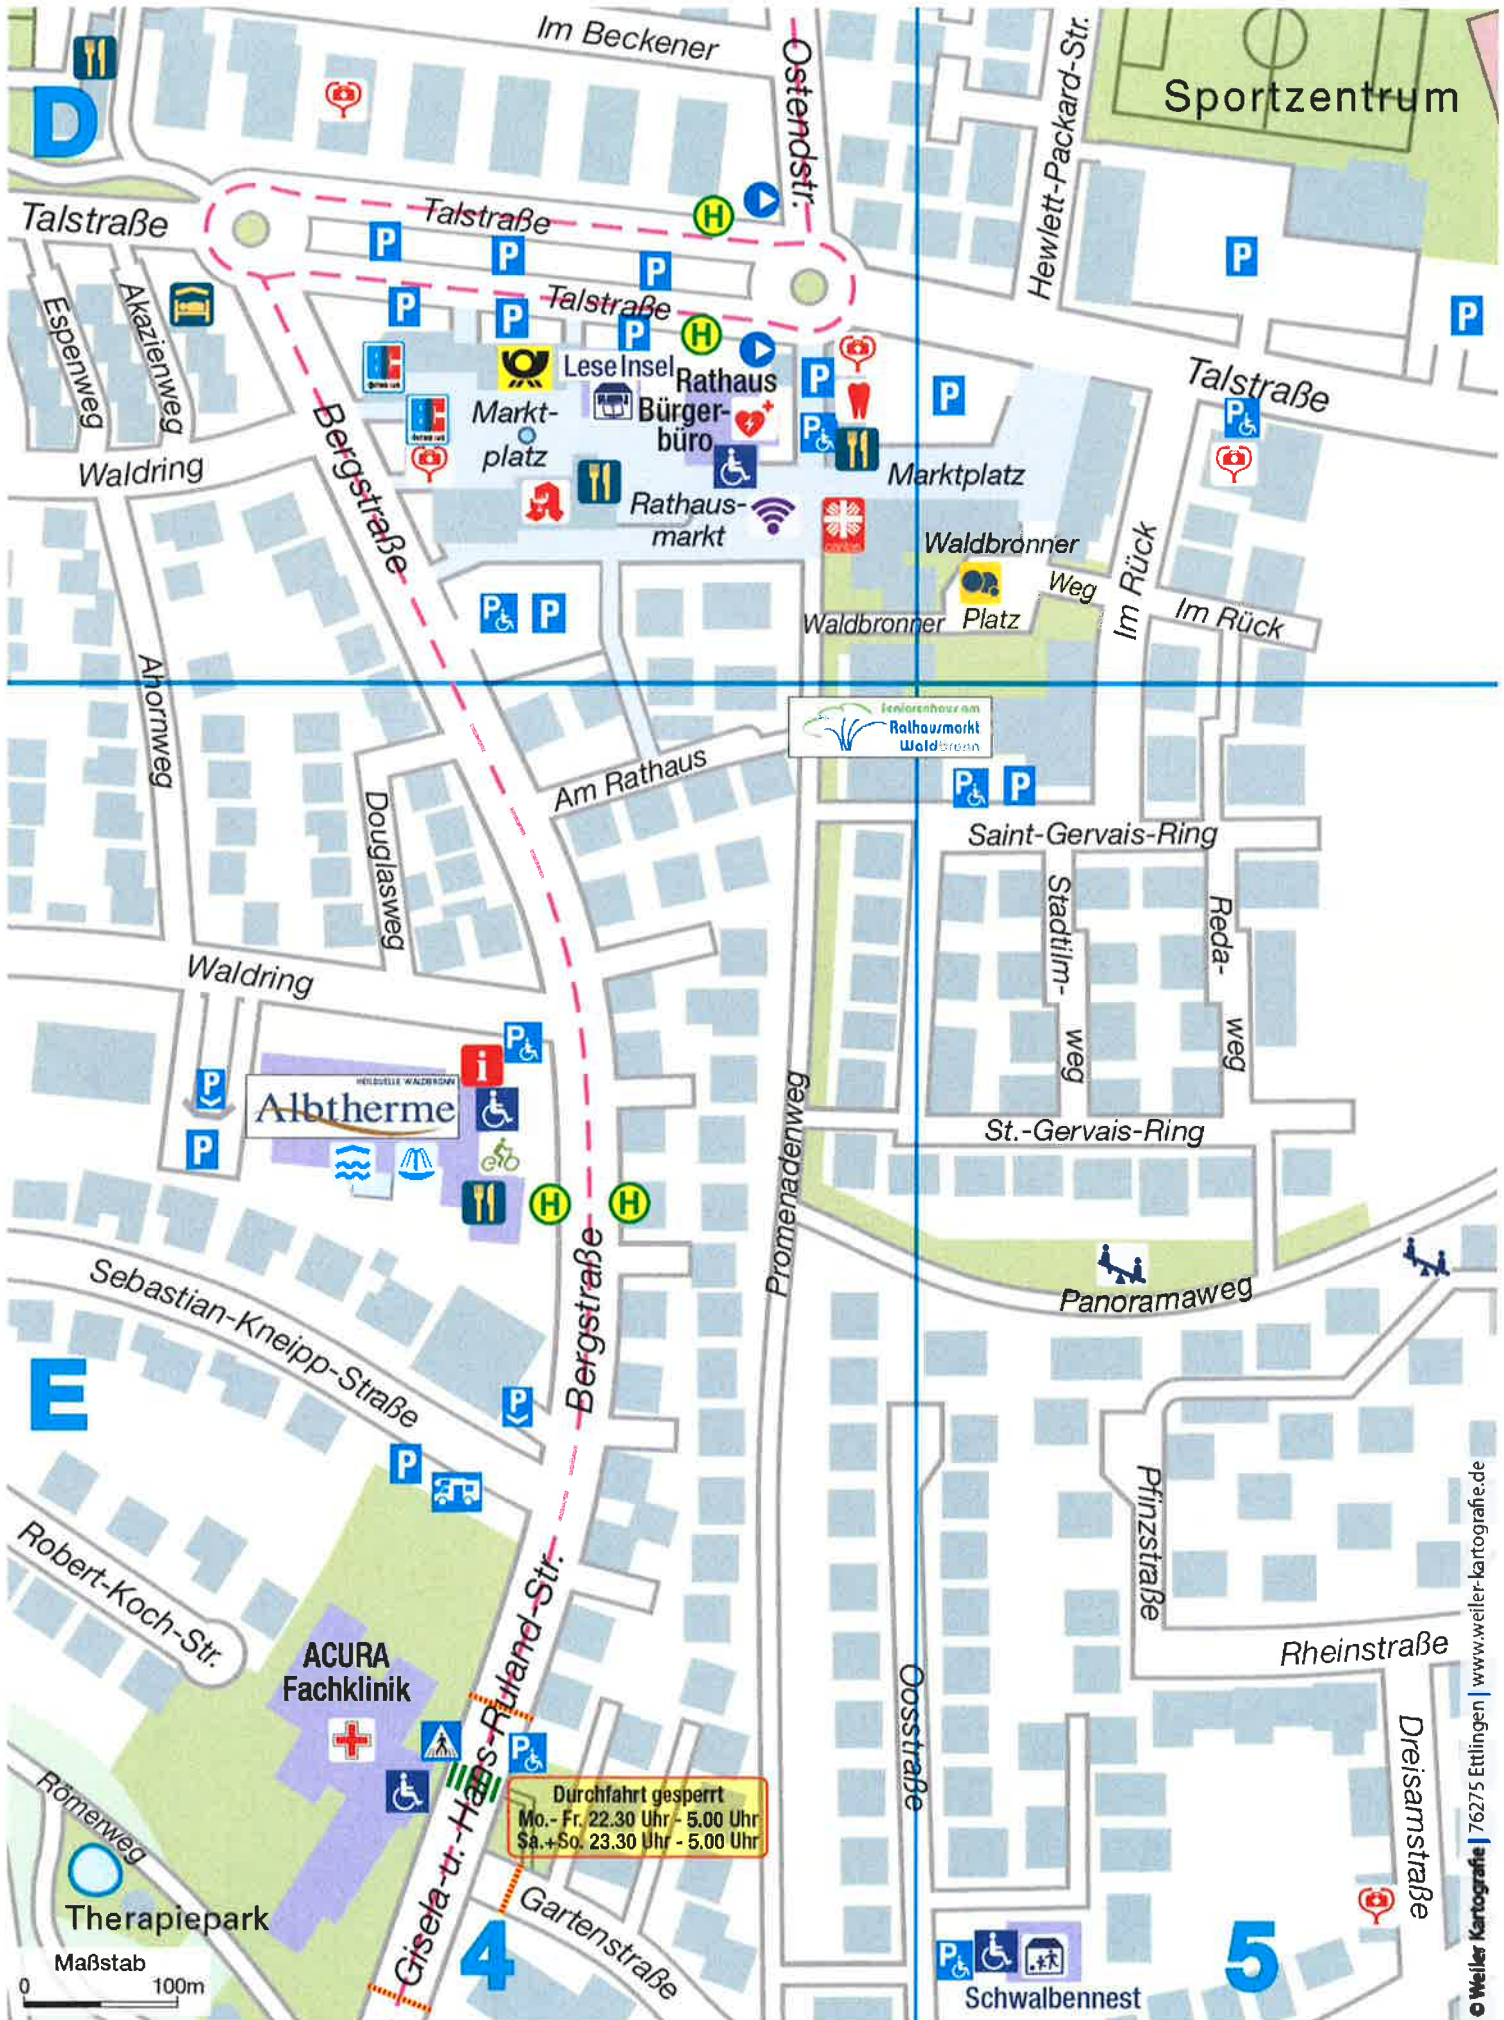 Im Beckener
Ostendstr.
Hewlett-Packard-Str.
Sportzentrum
D
Talstraße
Talstraße
H
P
P
P
P
Talstraße
P
P
P
P
H
Espenweg
Akazienweg
LeseInsel
Rathaus
Bürger-
büro
P
P
Talstraße
P
P
Markt-
platz
Marktplatz
Waldring
Bergstraße
Rathaus-
markt
Waldbronner
Weg
Im Rück
Im Rück
Waldbronner Platz
P
P
Ahornweg
Seniorenhaus am
Rathausmarkt
Waldbronn
Am Rathaus
P
P
Douglasweg
Saint-Gervais-Ring
Stadtilm-
weg
Reda-
weg
Waldring
P
i
P
HEILQUELLE WALDBRONN
Albtherme
P
St.-Gervais-Ring
Promenadenweg
H
H
Bergstraße
Sebastian-Kneipp-Straße
Panoramaweg
E
P
P
Pfinzstraße
Robert-Koch-Str.
Rheinstraße
ACURA
Fachklinik
Gisela-u.-Hans-Ruland-Str.
P
Oosstraße
Dreisamstraße
Durchfahrt gesperrt
Mo.- Fr. 22.30 Uhr - 5.00 Uhr
Sa.+So. 23.30 Uhr - 5.00 Uhr
Römerweg
Therapiepark
Gartenstraße
Maßstab
0 100m
4
P
Schwalbennest
5
© Weiler Kartografie | 76275 Ettlingen | www.weiler-kartografie.de